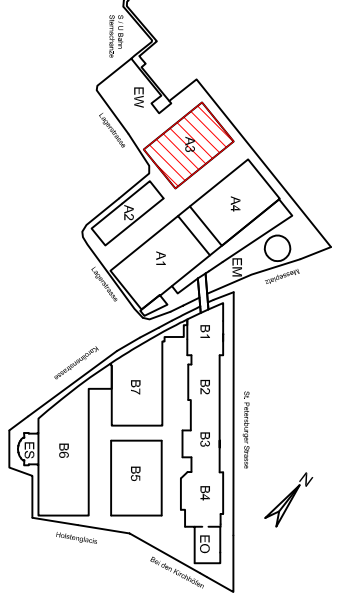 S / U Bahn
Sternschanze
EW
Lagerstrasse
A3
A2
A4
A1
Lagerstrasse
EM
Messeplatz
Karolinenstrasse
B1
B2
B3
B4
B7
B5
B6
ES
EO
St. Petersburger Strasse
N
Holstenglacis
Bei den Kirchhöfen